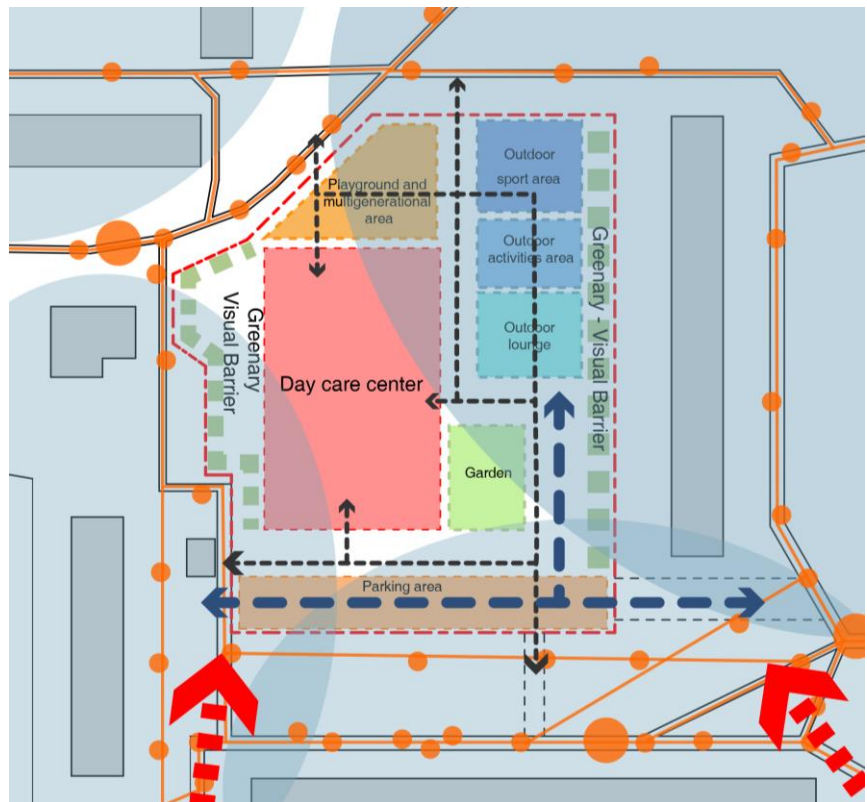 Outdoor
sport area
Playground and
multigenerational
area
Outdoor
activities area
Greenary
Visual Barrier
Greenary - Visual Barrier
Outdoor
lounge
Day care center
Garden
Parking area